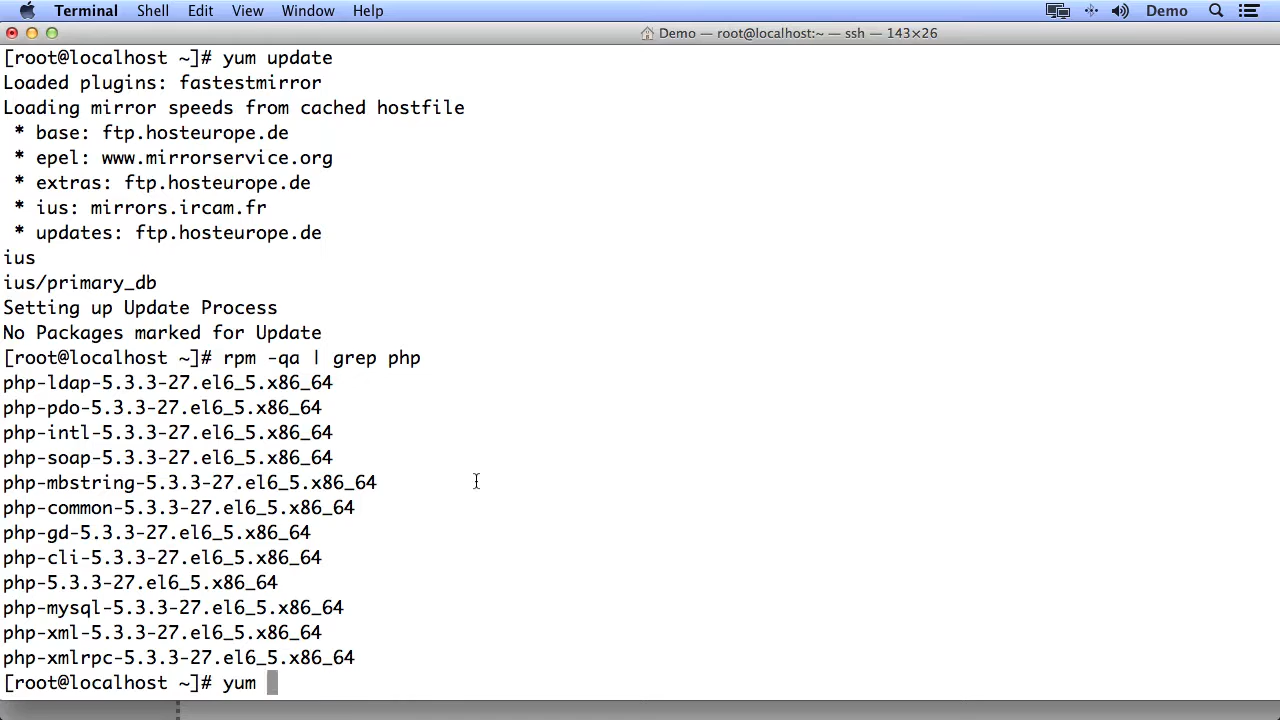 Terminal Shell Edit View Window Help Demo
Demo — root@localhost:~ — ssh — 143×26
[root@localhost ~]# yum update
Loaded plugins: fastestmirror
Loading mirror speeds from cached hostfile
* base: ftp.hosteurope.de
* epel: www.mirrorservice.org
* extras: ftp.hosteurope.de
* ius: mirrors.ircam.fr
* updates: ftp.hosteurope.de
ius
ius/primary_db
Setting up Update Process
No Packages marked for Update
[root@localhost ~]# rpm -qa | grep php
php-ldap-5.3.3-27.el6_5.x86_64
php-pdo-5.3.3-27.el6_5.x86_64
php-intl-5.3.3-27.el6_5.x86_64
php-soap-5.3.3-27.el6_5.x86_64
php-mbstring-5.3.3-27.el6_5.x86_64
php-common-5.3.3-27.el6_5.x86_64
php-gd-5.3.3-27.el6_5.x86_64
php-cli-5.3.3-27.el6_5.x86_64
php-5.3.3-27.el6_5.x86_64
php-mysql-5.3.3-27.el6_5.x86_64
php-xml-5.3.3-27.el6_5.x86_64
php-xmlrpc-5.3.3-27.el6_5.x86_64
[root@localhost ~]# yum